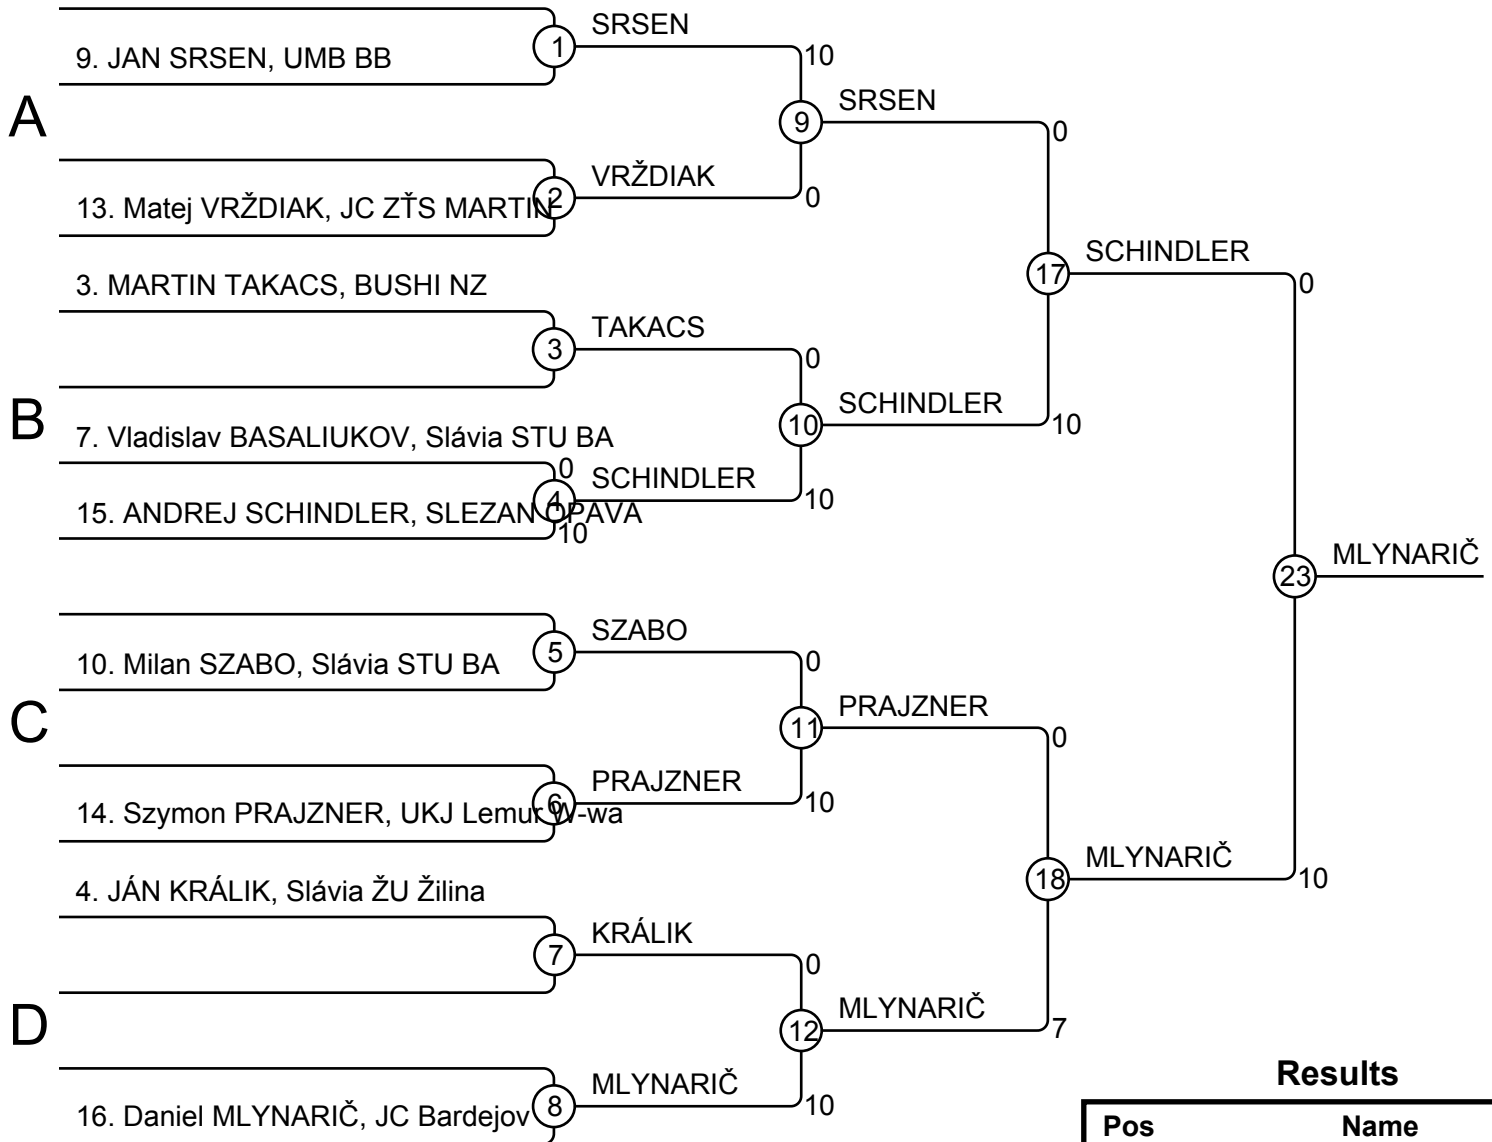 SRSEN
9. JAN SRSEN, UMB BB
1
10
SRSEN
A
9
0
VRŽDIAK
13. Matej VRŽDIAK, JC ZŤS MARTIN
2
0
SCHINDLER
3. MARTIN TAKACS, BUSHI NZ
17
0
TAKACS
3
0
SCHINDLER
B
7. Vladislav BASALIUKOV, Slávia STU BA
10
10
0
SCHINDLER
15. ANDREJ SCHINDLER, SLEZAN OPAVA
4
10
10
MLYNARIČ
23
SZABO
10. Milan SZABO, Slávia STU BA
5
0
PRAJZNER
C
11
0
PRAJZNER
14. Szymon PRAJZNER, UKJ Lemur W-wa
6
10
MLYNARIČ
4. JÁN KRÁLIK, Slávia ŽU Žilina
18
10
KRÁLIK
7
0
MLYNARIČ
D
12
7
Results
MLYNARIČ
16. Daniel MLYNARIČ, JC Bardejov
8
10
Pos Name